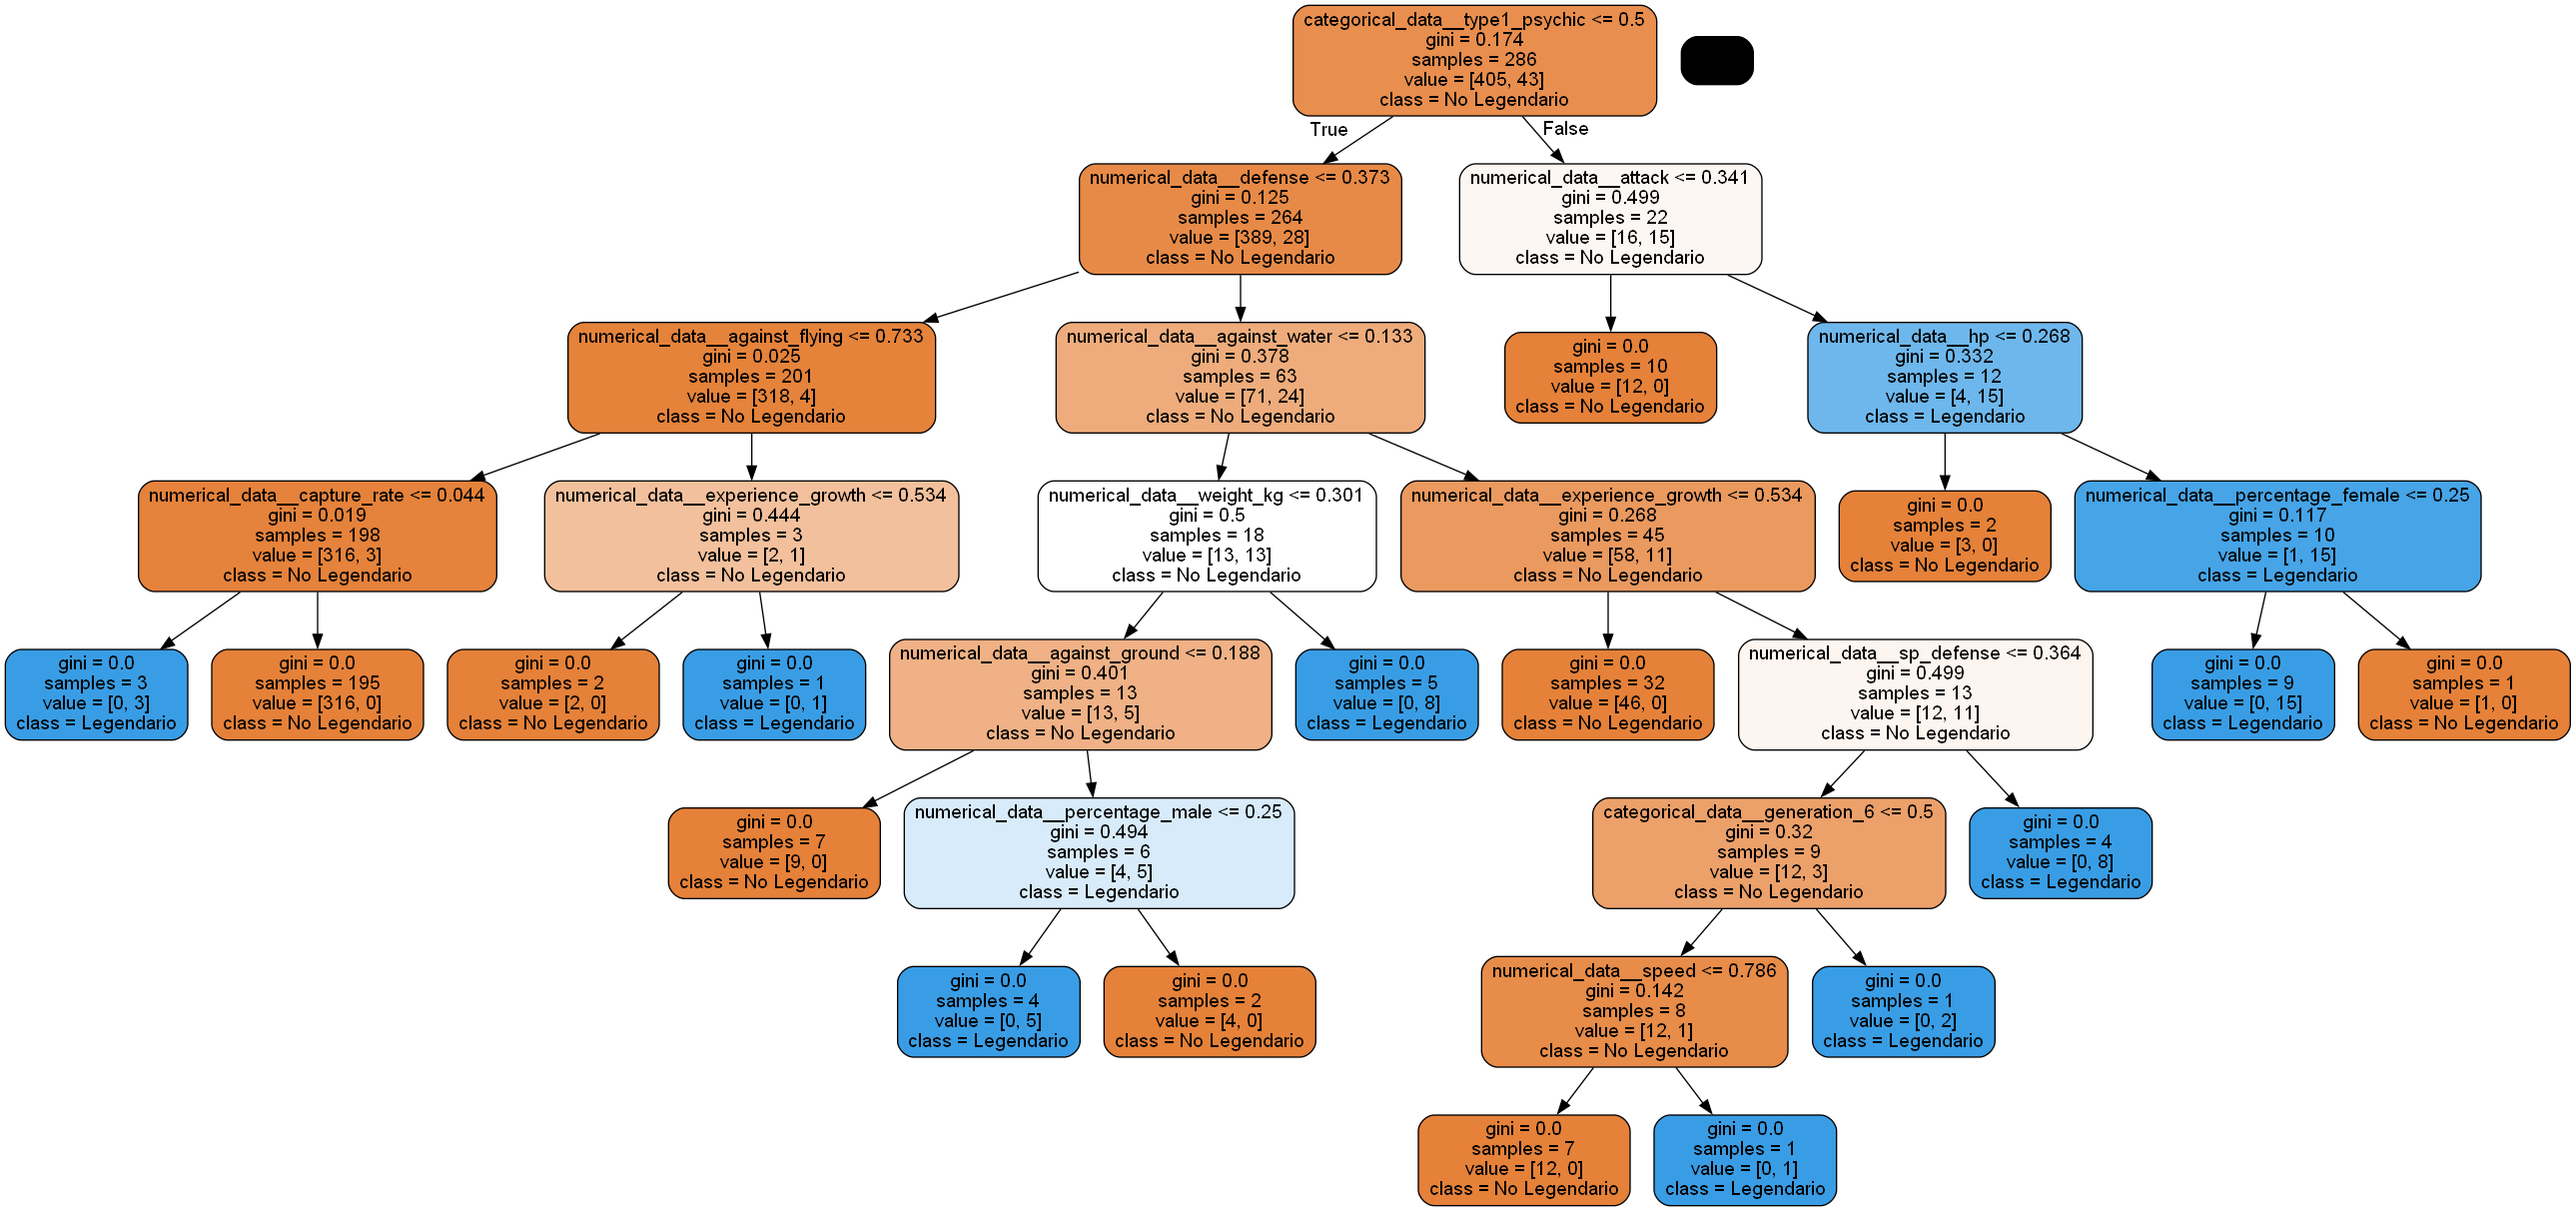 categorical_data__type1_psychic <= 0.5
gini = 0.174
samples = 286
value = [405, 43]
class = No Legendario
True
False
numerical_data__defense <= 0.373
gini = 0.125
samples = 264
value = [389, 28]
class = No Legendario
numerical_data__attack <= 0.341
gini = 0.499
samples = 22
value = [16, 15]
class = No Legendario
numerical_data__against_flying <= 0.733
gini = 0.025
samples = 201
value = [318, 4]
class = No Legendario
numerical_data__against_water <= 0.133
gini = 0.378
samples = 63
value = [71, 24]
class = No Legendario
gini = 0.0
samples = 10
value = [12, 0]
class = No Legendario
numerical_data__hp <= 0.268
gini = 0.332
samples = 12
value = [4, 15]
class = Legendario
numerical_data__capture_rate <= 0.044
gini = 0.019
samples = 198
value = [316, 3]
class = No Legendario
numerical_data__experience_growth <= 0.534
gini = 0.444
samples = 3
value = [2, 1]
class = No Legendario
numerical_data__weight_kg <= 0.301
gini = 0.5
samples = 18
value = [13, 13]
class = No Legendario
numerical_data__experience_growth <= 0.534
gini = 0.268
samples = 45
value = [58, 11]
class = No Legendario
gini = 0.0
samples = 2
value = [3, 0]
class = No Legendario
numerical_data__percentage_female <= 0.25
gini = 0.117
samples = 10
value = [1, 15]
class = Legendario
gini = 0.0
samples = 3
value = [0, 3]
class = Legendario
gini = 0.0
samples = 195
value = [316, 0]
class = No Legendario
gini = 0.0
samples = 2
value = [2, 0]
class = No Legendario
gini = 0.0
samples = 1
value = [0, 1]
class = Legendario
numerical_data__against_ground <= 0.188
gini = 0.401
samples = 13
value = [13, 5]
class = No Legendario
gini = 0.0
samples = 5
value = [0, 8]
class = Legendario
gini = 0.0
samples = 32
value = [46, 0]
class = No Legendario
numerical_data__sp_defense <= 0.364
gini = 0.499
samples = 13
value = [12, 11]
class = No Legendario
gini = 0.0
samples = 9
value = [0, 15]
class = Legendario
gini = 0.0
samples = 1
value = [1, 0]
class = No Legendario
gini = 0.0
samples = 7
value = [9, 0]
class = No Legendario
numerical_data__percentage_male <= 0.25
gini = 0.494
samples = 6
value = [4, 5]
class = Legendario
categorical_data__generation_6 <= 0.5
gini = 0.32
samples = 9
value = [12, 3]
class = No Legendario
gini = 0.0
samples = 4
value = [0, 8]
class = Legendario
gini = 0.0
samples = 4
value = [0, 5]
class = Legendario
gini = 0.0
samples = 2
value = [4, 0]
class = No Legendario
numerical_data__speed <= 0.786
gini = 0.142
samples = 8
value = [12, 1]
class = No Legendario
gini = 0.0
samples = 1
value = [0, 2]
class = Legendario
gini = 0.0
samples = 7
value = [12, 0]
class = No Legendario
gini = 0.0
samples = 1
value = [0, 1]
class = Legendario